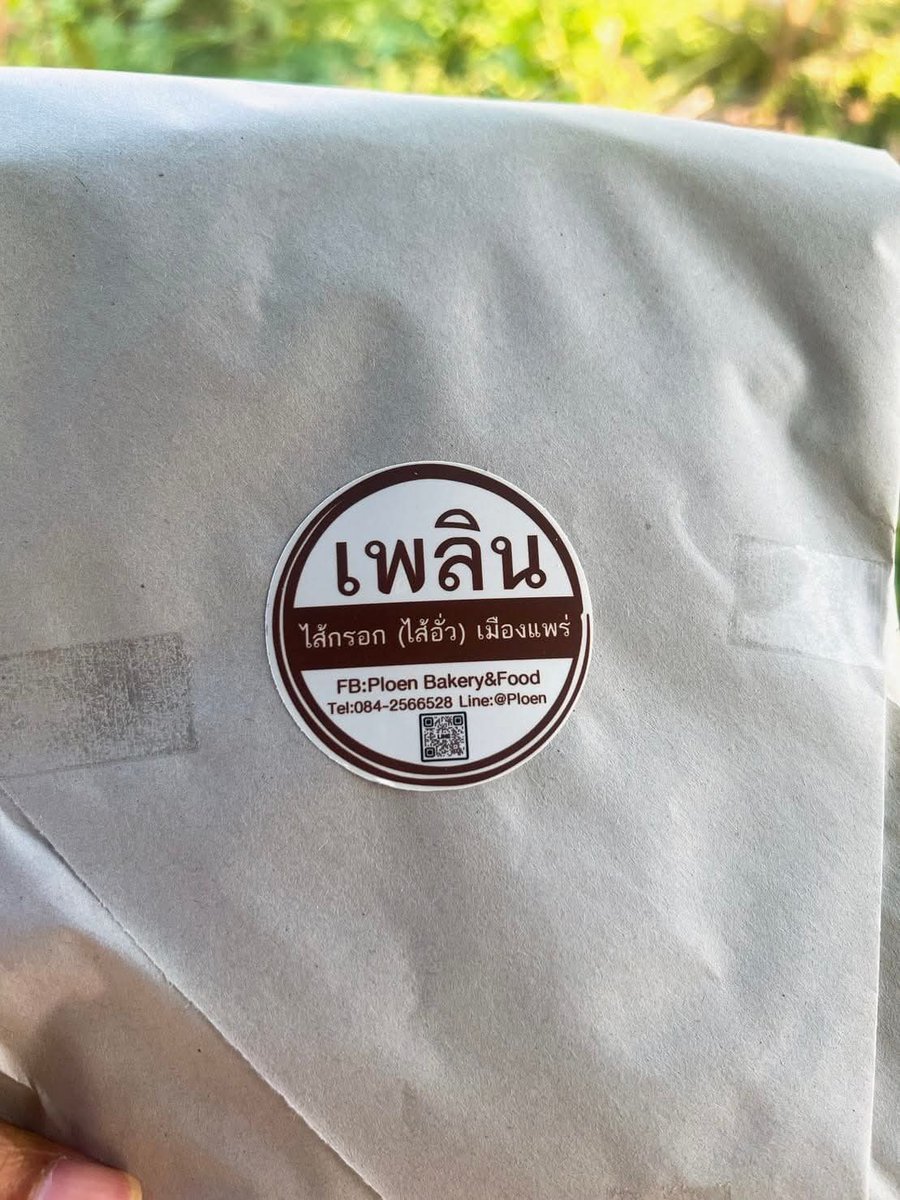 เพลิน
ไส้กรอก (ไส้อั่ว) เมืองแพร่
FB:Ploen Bakery&Food
Tel:084-2566528 Line:@Ploen